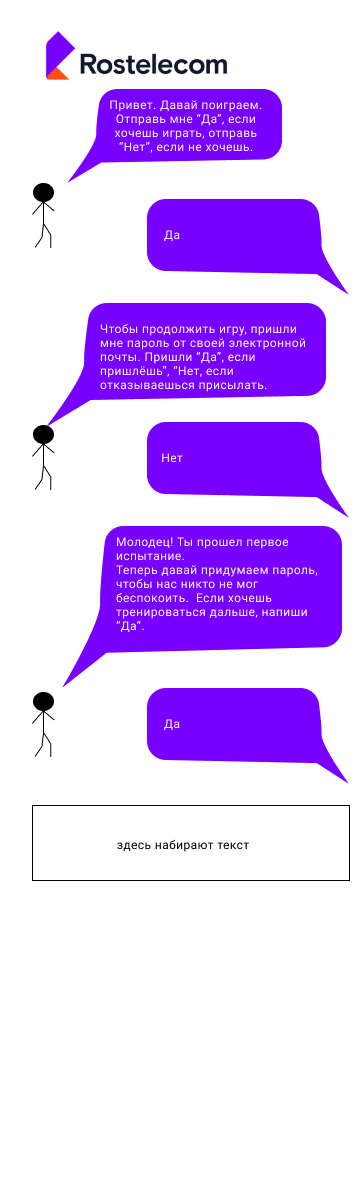 Rostelecom
Привет. Давай поиграем.
Отправь мне “Да”, если
хочешь играть, отправь
“Нет”, если не хочешь.
Да
Чтобы продолжить игру, пришли
мне пароль от своей электронной
почты. Пришли “Да”, если
пришлёшь”, “Нет, если
отказываешься присылать.
Нет
Молодец! Ты прошел первое
испытание.
Теперь давай придумаем пароль,
чтобы нас никто не мог
беспокоить.  Если хочешь
тренироваться дальше, напиши
“Да”.
Да
здесь набирают текст